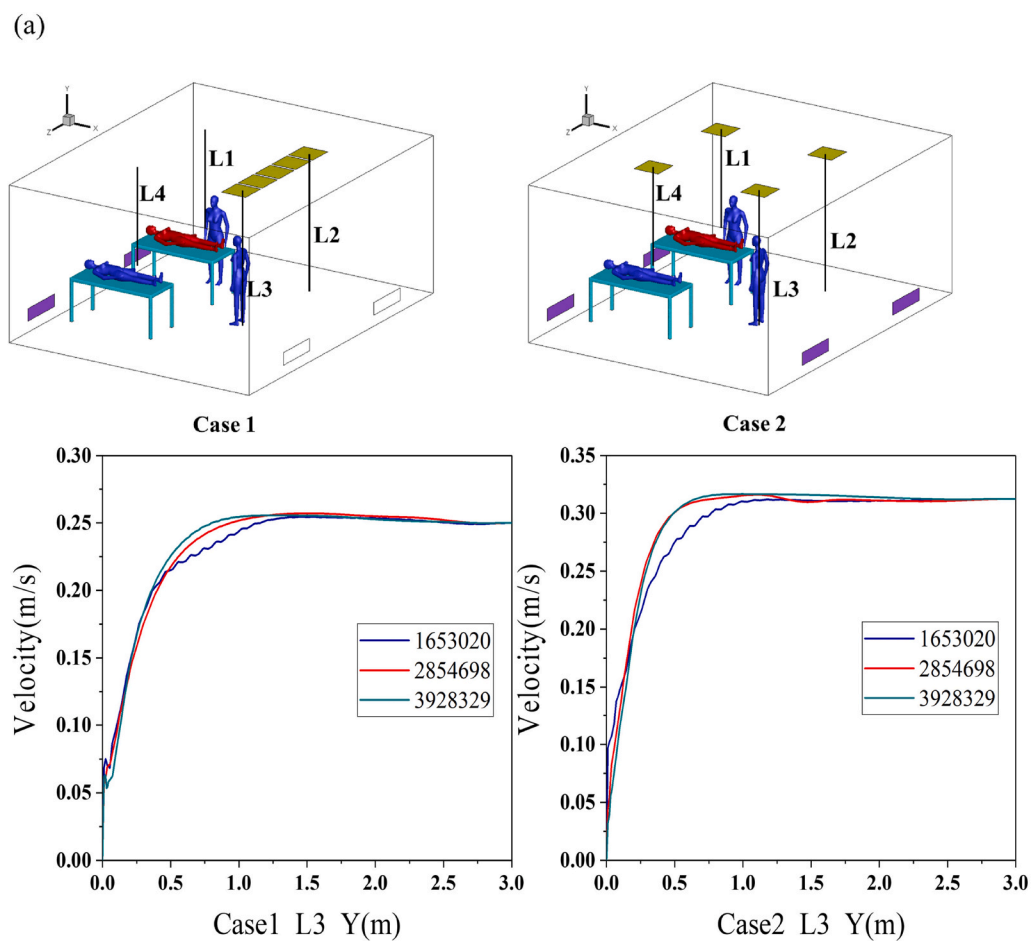 (a)
Y
Z
X
L1
L4
L2
L3
Case 1
Y
Z
X
L1
L4
L2
L3
Case 2
0.30
0.25
0.20
0.15
0.10
0.05
0.00
Velocity(m/s)
1653020
2854698
3928329
0.0 0.5 1.0 1.5 2.0 2.5 3.0
Case1 L3 Y(m)
0.35
0.30
0.25
0.20
0.15
0.10
0.05
0.00
Velocity(m/s)
1653020
2854698
3928329
0.0 0.5 1.0 1.5 2.0 2.5 3.0
Case2 L3 Y(m)